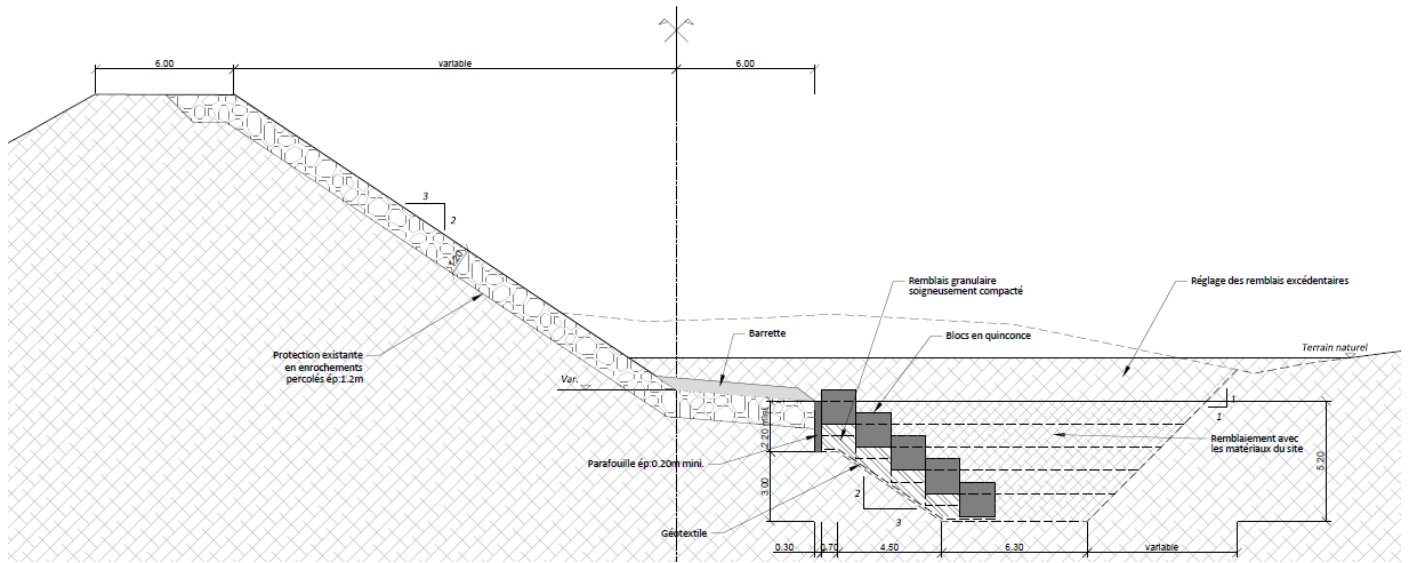 6.00
variable
6.00
3
2
1.20
Remblais granulaire
soigneusement compacté
Réglage des remblais excédentaires
Barrette
Blocs en quinconce
Terrain naturel
Protection existante
en enrochements
percolés ép:1.2m
Var.
1
1
2.20 mini.
Remblaiement avec
les matériaux du site
Parafouille ép:0.20m mini.
5.20
3.00
2
3
Géotextile
0.30
0.70
4.50
6.30
variable